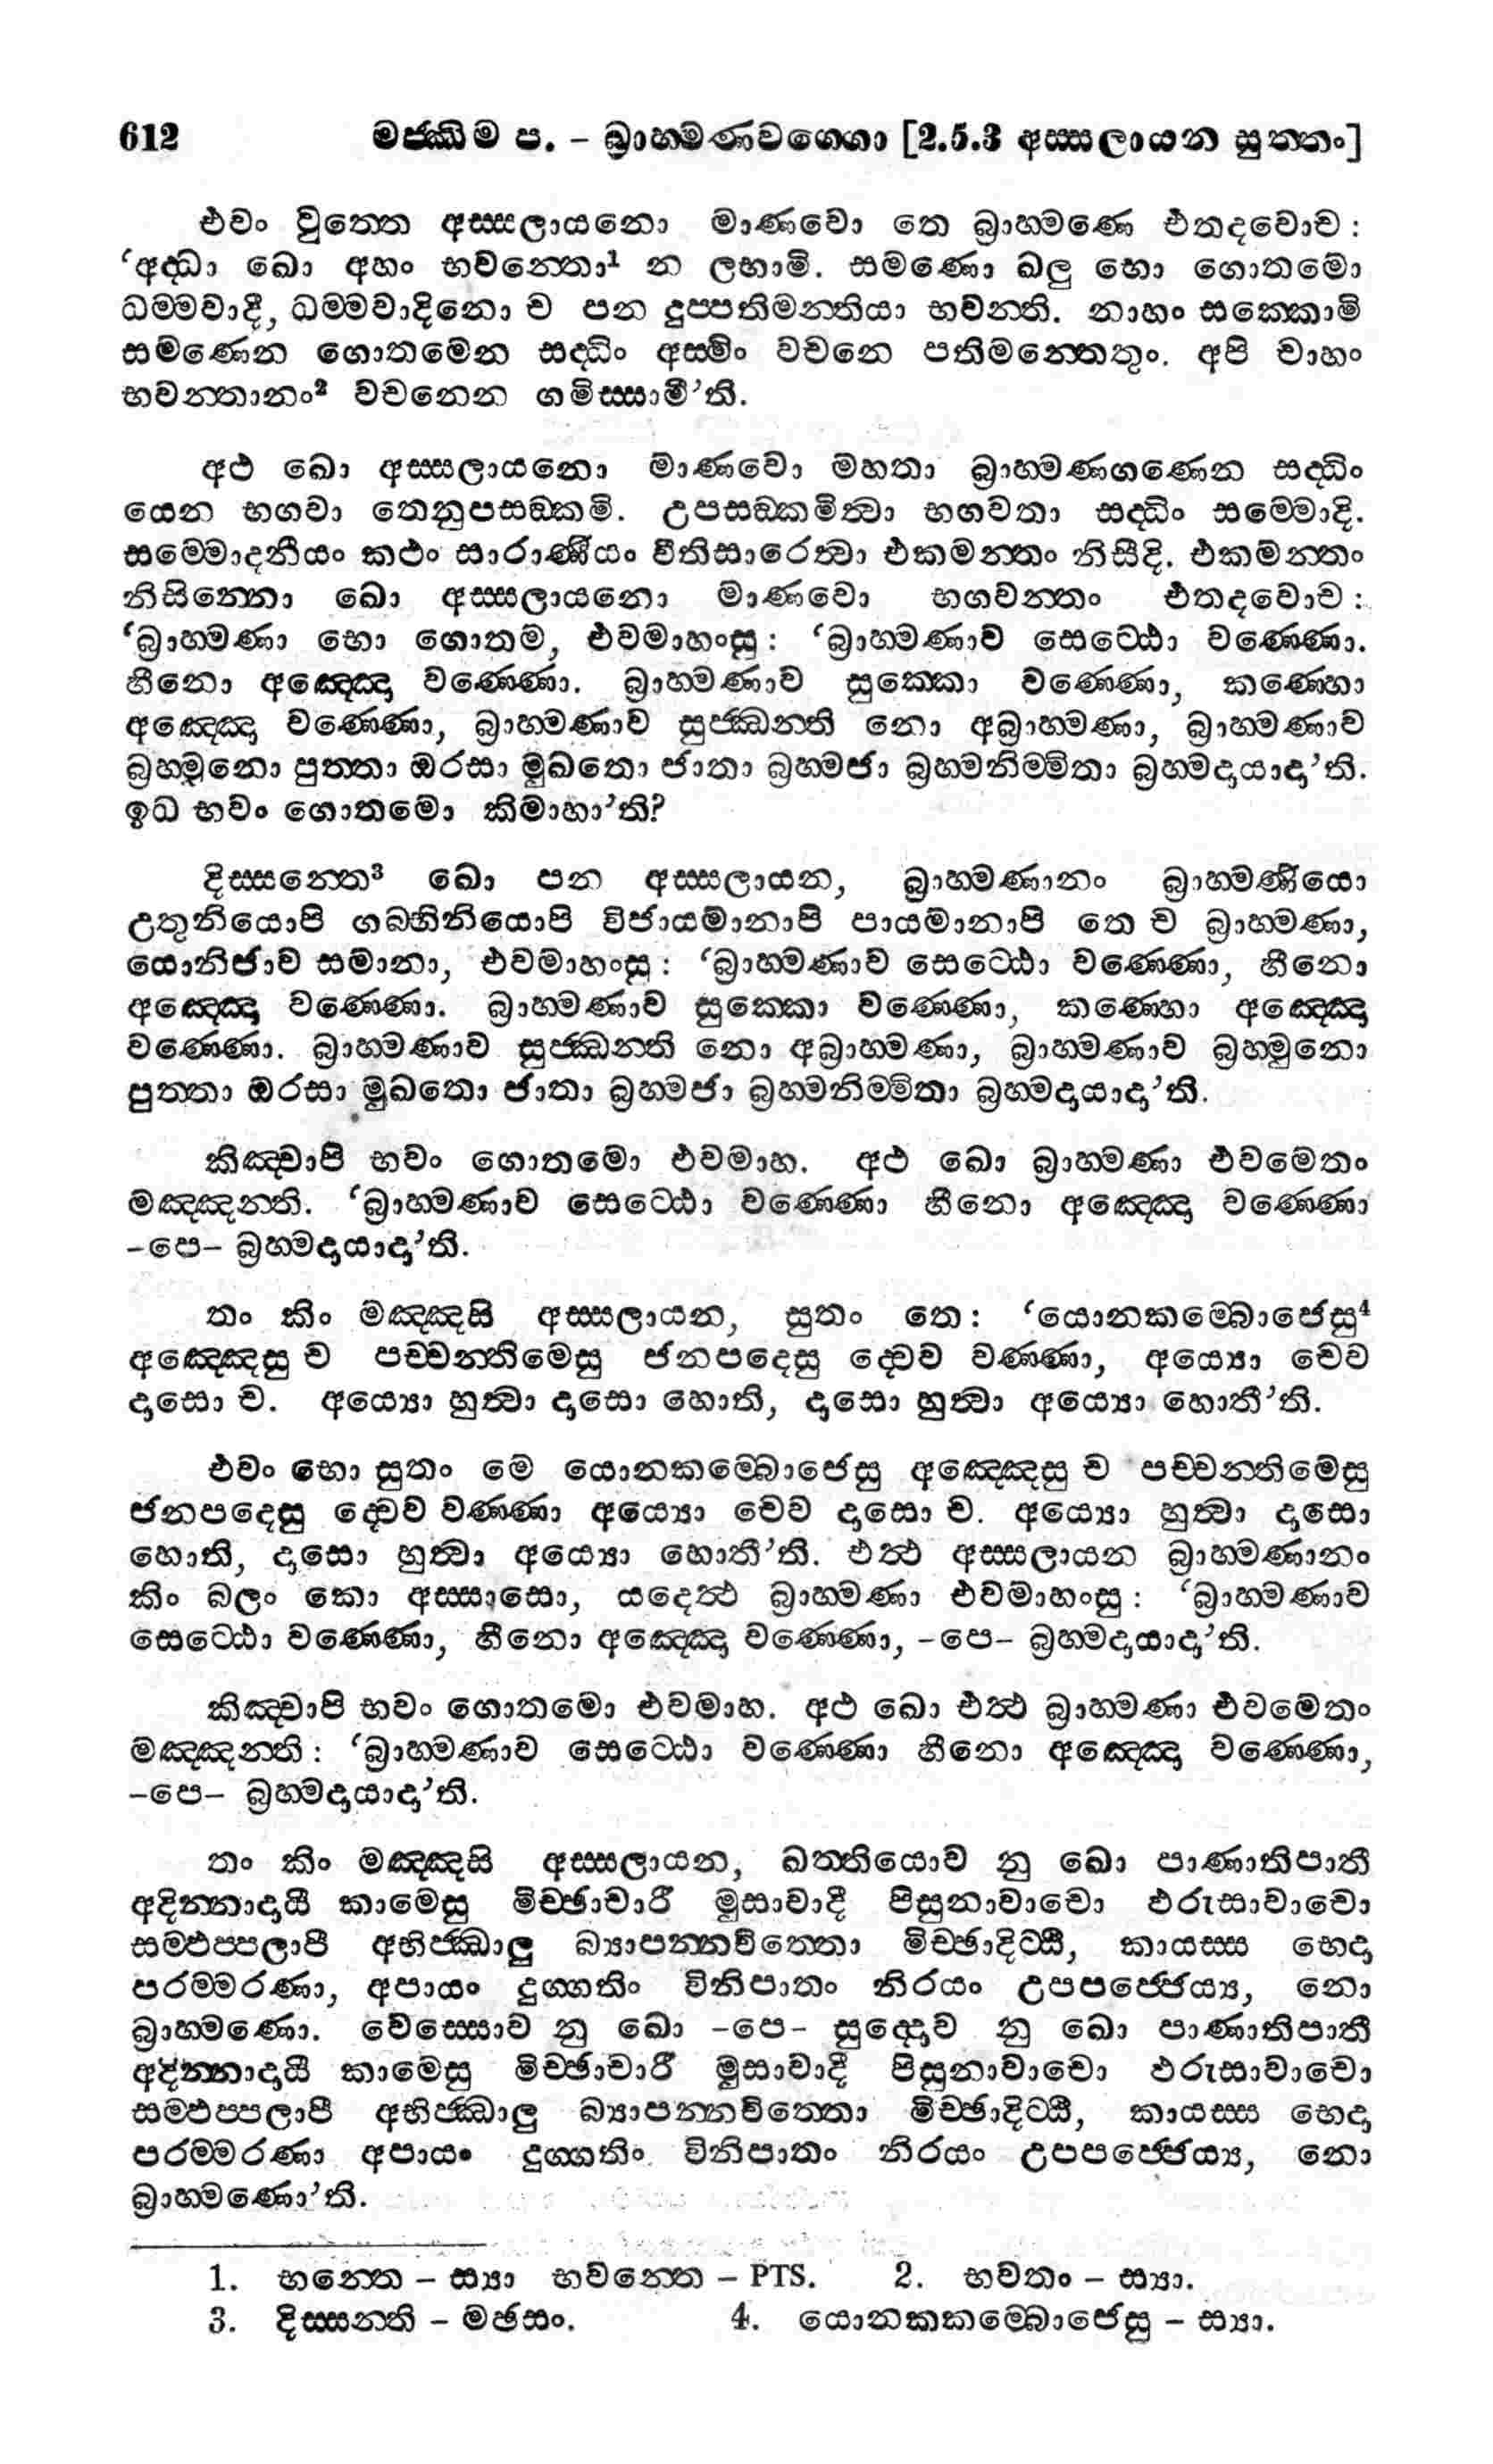 612 මජ්ඣිම ප. – බ්‍රාහ්මණවග්ගො [2.5.3 අස්සලායන සුත්තං]
එවං වුත්තෙ අස්සලායනො මාණවො තෙ බ්‍රාහ්මණෙ එතදවොච :
‘අද්ධා ඛො අහං භවන්තො¹ න ලභාමි. සමණො ඛලු භො ගොතමො
ධම්මවාදී, ධම්මවාදිනො ච පන දුප්පතිමන්තියා භවන්ති. නාහං සක්කොමි
සමණෙන ගොතමෙන සද්ධිං අස්මිං වචනෙ පතිමන්තෙතුං. අපි චාහං
භවන්තානං² වචනෙන ගමිස්සාමී’ති.
අථ ඛො අස්සලායනො මාණවො මහතා බ්‍රාහ්මණගණෙන සද්ධිං
යෙන භගවා තෙනුපසඞ්කමි. උපසඞ්කමිත්වා භගවතා සද්ධිං සම්මොදි.
සම්මොදනීයං කථං සාරාණීයං වීතිසාරෙත්වා එකමන්තං නිසීදි. එකමන්තං
නිසින්නො ඛො අස්සලායනො මාණවො භගවන්තං එතදවොච :
‘බ්‍රාහ්මණා භො ගොතම, එවමාහංසු : ‘බ්‍රාහ්මණාව සෙට්ඨො වණ්ණො.
හීනො අඤ්ඤො වණ්ණො. බ්‍රාහ්මණාව සුක්කො වණ්ණො, කණ්හො
අඤ්ඤො වණ්ණො, බ්‍රාහ්මණාව සුජ්ඣන්ති නො අබ්‍රාහ්මණා, බ්‍රාහ්මණාව
බ්‍රහ්මුනො පුත්තා ඔරසා මුඛතො ජාතා බ්‍රහ්මජා බ්‍රහ්මනිම්මිතා බ්‍රහ්මදායාදා’ති.
ඉධ භවං ගොතමො කිමාහා’ති?
දිස්සන්තෙ³ ඛො පන අස්සලායන, බ්‍රාහ්මණානං බ්‍රාහ්මණියො
උතුනියොපි ගබ්භිනියොපි විජායමානාපි පායමානාපි තෙ ච බ්‍රාහ්මණා,
යොනිජාව සමානා, එවමාහංසු : ‘බ්‍රාහ්මණාව සෙට්ඨො වණ්ණො, හීනො
අඤ්ඤො වණ්ණො. බ්‍රාහ්මණාව සුක්කො වණ්ණො, කණ්හො අඤ්ඤො
වණ්ණො. බ්‍රාහ්මණාව සුජ්ඣන්ති නො අබ්‍රාහ්මණා, බ්‍රාහ්මණාව බ්‍රහ්මුනො
පුත්තා ඔරසා මුඛතො ජාතා බ්‍රහ්මජා බ්‍රහ්මනිම්මිතා බ්‍රහ්මදායාදා’ති.
කිඤ්චාපි භවං ගොතමො එවමාහ. අථ ඛො බ්‍රාහ්මණා එවමෙතං
මඤ්ඤන්ති. ‘බ්‍රාහ්මණාව සෙට්ඨො වණ්ණො හීනො අඤ්ඤො වණ්ණො
–පෙ– බ්‍රහ්මදායාදා’ති.
තං කිං මඤ්ඤසි අස්සලායන, සුතං තෙ : ‘යොනකම්බොජෙසු⁴
අඤ්ඤෙසු ච පච්චන්තිමෙසු ජනපදෙසු ද්වෙව වණ්ණා, අය්‍යො චෙව
දාසො ච. අය්‍යො හුත්වා දාසො හොති, දාසො හුත්වා අය්‍යො හොතී’ති.
එවං භො සුතං මෙ යොනකම්බොජෙසු අඤ්ඤෙසු ච පච්චන්තිමෙසු
ජනපදෙසු ද්වෙව වණ්ණා අය්‍යො චෙව දාසො ච. අය්‍යො හුත්වා දාසො
හොති, දාසො හුත්වා අය්‍යො හොතී’ති. එත්ථ අස්සලායන බ්‍රාහ්මණානං
කිං බලං කො අස්සාසො, යදෙත්ථ බ්‍රාහ්මණා එවමාහංසු : ‘බ්‍රාහ්මණාව
සෙට්ඨො වණ්ණො, හීනො අඤ්ඤො වණ්ණො, –පෙ– බ්‍රහ්මදායාදා’ති.
කිඤ්චාපි භවං ගොතමො එවමාහ. අථ ඛො එත්ථ බ්‍රාහ්මණා එවමෙතං
මඤ්ඤන්ති : ‘බ්‍රාහ්මණාව සෙට්ඨො වණ්ණො හීනො අඤ්ඤො වණ්ණො,
–පෙ– බ්‍රහ්මදායාදා’ති.
තං කිං මඤ්ඤසි අස්සලායන, ඛත්තියොව නු ඛො පාණාතිපාතී
අදින්නාදායී කාමෙසු මිච්ඡාචාරී මුසාවාදී පිසුනාවාචො ඵරුසාවාචො
සම්ඵප්පලාපී අභිජ්ඣාලු බ්‍යාපන්නචිත්තො මිච්ඡාදිට්ඨී, කායස්ස භෙදා
පරම්මරණා, අපායං දුග්ගතිං විනිපාතං නිරයං උපපජ්ජෙය්‍ය, නො
බ්‍රාහ්මණො. වෙස්සොව නු ඛො –පෙ– සුද්දොව නු ඛො පාණාතිපාතී
අදින්නාදායී කාමෙසු මිච්ඡාචාරී මුසාවාදී පිසුනාවාචො ඵරුසාවාචො
සම්ඵප්පලාපී අභිජ්ඣාලු බ්‍යාපන්නචිත්තො මිච්ඡාදිට්ඨී, කායස්ස භෙදා
පරම්මරණා අපායං දුග්ගතිං විනිපාතං නිරයං උපපජ්ජෙය්‍ය, නො
බ්‍රාහ්මණො’ති.
1. භන්තෙ – ස්‍යා භවන්තෙ – PTS. 2. භවතං – ස්‍යා.
3. දිස්සන්ති – මඡසං. 4. යොනකකම්බොජෙසු – ස්‍යා.